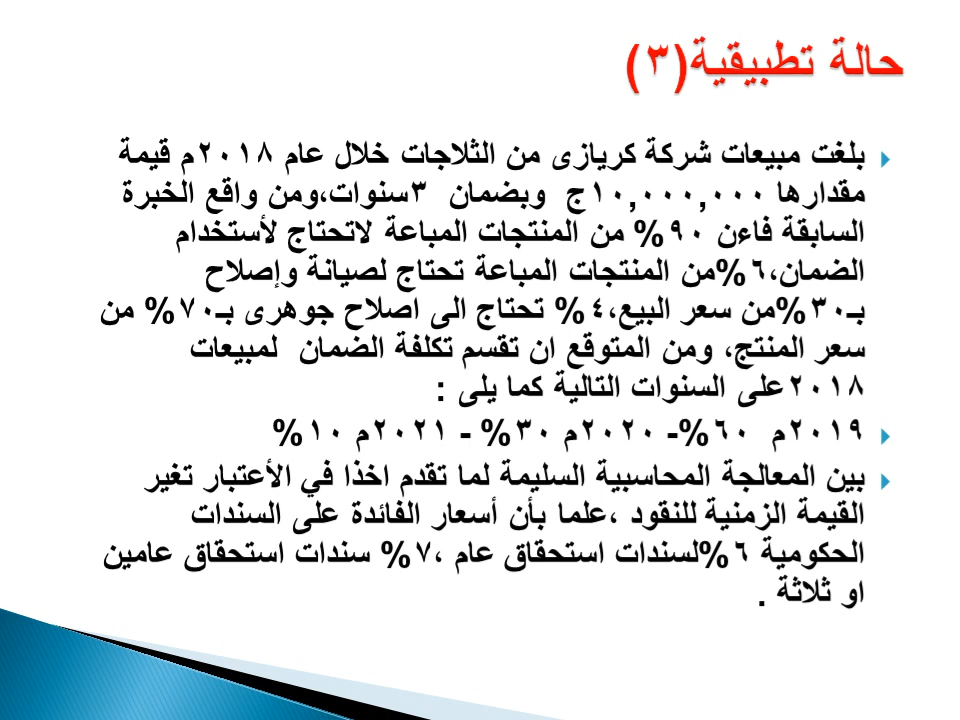 حالة تطبيقية(٣)
بلغت مبيعات شركة كريازى من الثلاجات خلال عام ٢٠١٨م قيمة
مقدارها ١٠,٠٠٠,٠٠٠ج وبضمان ٣سنوات،ومن واقع الخبرة
السابقة فاءن ٩٠% من المنتجات المباعة لاتحتاج لأستخدام
الضمان،٦%من المنتجات المباعة تحتاج لصيانة وإصلاح
بـ٣٠%من سعر البيع،٤% تحتاج الى اصلاح جوهرى بـ٧٠% من
سعر المنتج، ومن المتوقع ان تقسم تكلفة الضمان لمبيعات
٢٠١٨على السنوات التالية كما يلى :
٢٠١٩م ٦٠%- ٢٠٢٠م ٣٠% - ٢٠٢١م ١٠%
بين المعالجة المحاسبية السليمة لما تقدم اخذا في الأعتبار تغير
القيمة الزمنية للنقود ،علما بأن أسعار الفائدة على السندات
الحكومية ٦%لسندات استحقاق عام ،٧% سندات استحقاق عامين
او ثلاثة .